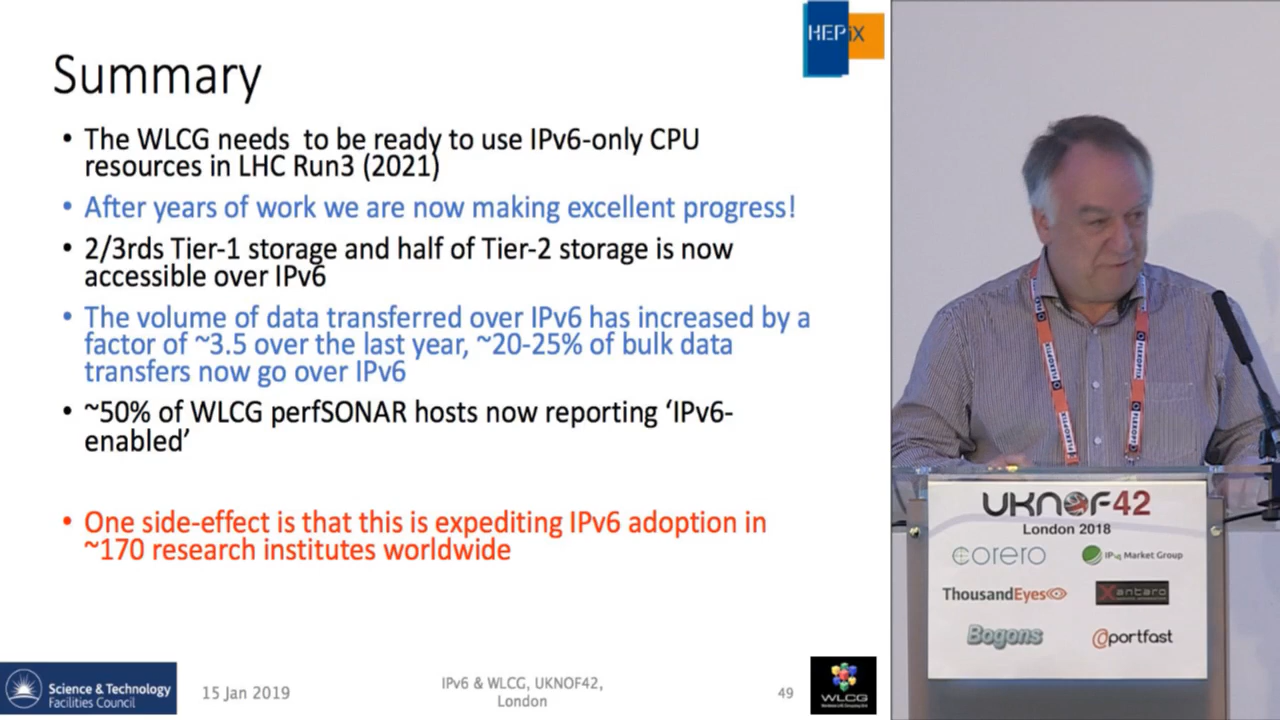 HEPiX
Summary
• The WLCG needs to be ready to use IPv6-only CPU
resources in LHC Run3 (2021)
• After years of work we are now making excellent progress!
• 2/3rds Tier-1 storage and half of Tier-2 storage is now
accessible over IPv6
• The volume of data transferred over IPv6 has increased by a
factor of ~3.5 over the last year, ~20-25% of bulk data
transfers now go over IPv6
• ~50% of WLCG perfSONAR hosts now reporting ‘IPv6-
enabled’
• One side-effect is that this is expediting IPv6 adoption in
~170 research institutes worldwide
Science & Technology
Facilities Council
15 Jan 2019
IPv6 & WLCG, UKNOF42,
London
49
WLCG
FLEXOPTIX
FLEXOPTIX
UKNOF42
London 2018
corero
IPv4 Market Group
ThousandEyes
Xantaro
Bogons
portfast